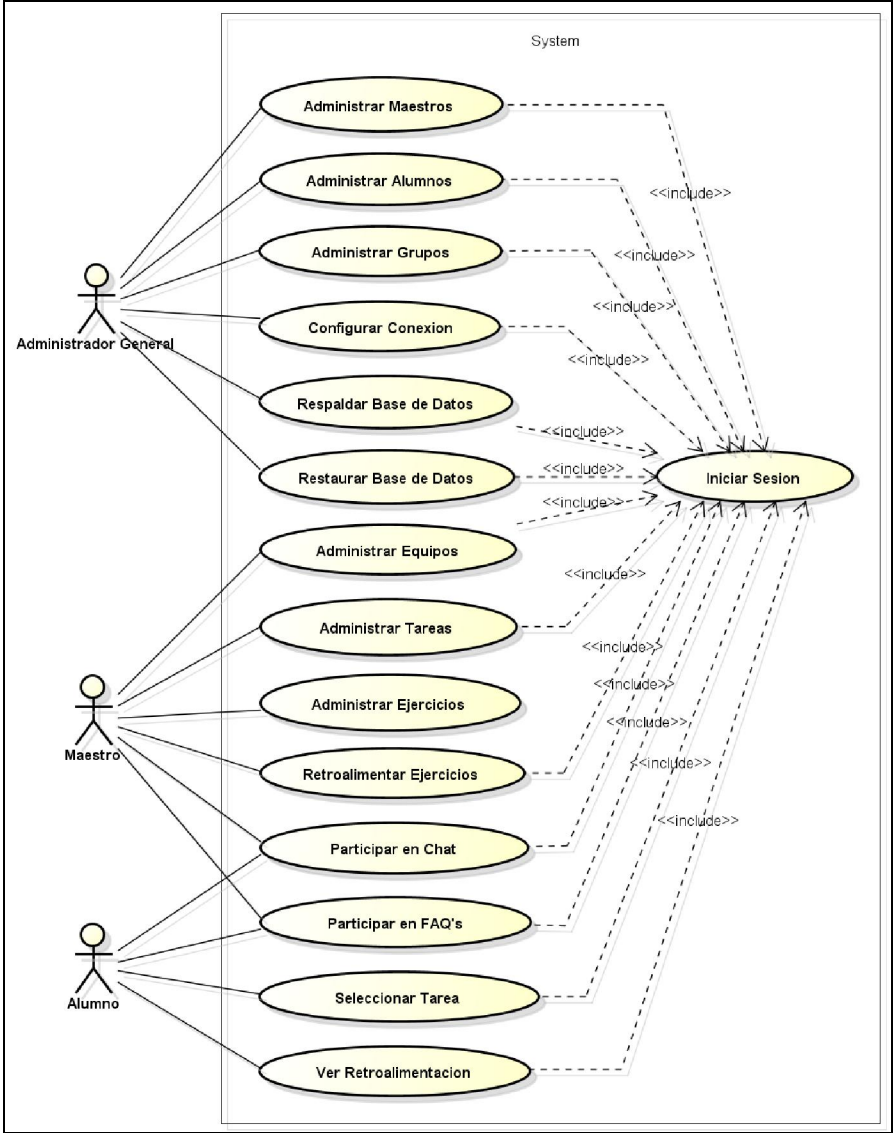 System
Administrar Maestros
<<include>>
Administrar Alumnos
<<include>>
Administrar Grupos
<<include>>
Administrador General
Configurar Conexion
<<include>>
Respaldar Base de Datos
<<include>>
Restaurar Base de Datos
<<include>>
Iniciar Sesion
<<include>>
Administrar Equipos
<<include>>
Administrar Tareas
<<include>>
Administrar Ejercicios
<<include>>
Maestro
<<include>>
Retroalimentar Ejercicios
<<include>>
<<include>>
Participar en Chat
Participar en FAQ's
Alumno
Seleccionar Tarea
Ver Retroalimentacion